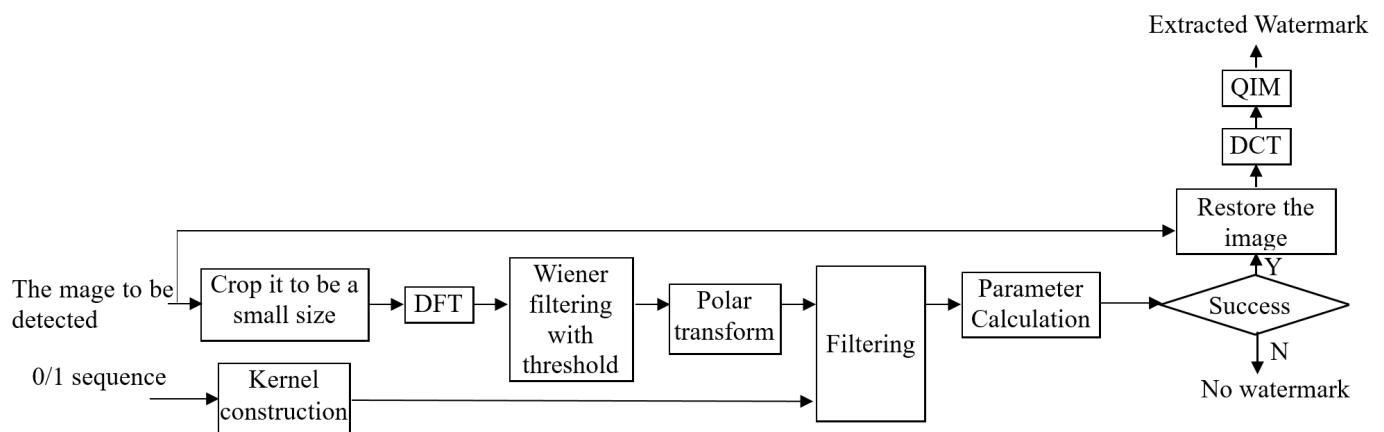 Extracted Watermark
QIM
DCT
Restore the
image
Y
The mage to be
detected
Crop it to be a
small size
DFT
Wiener
filtering
with
threshold
Polar
transform
Filtering
Parameter
Calculation
Success
N
No watermark
0/1 sequence
Kernel
construction